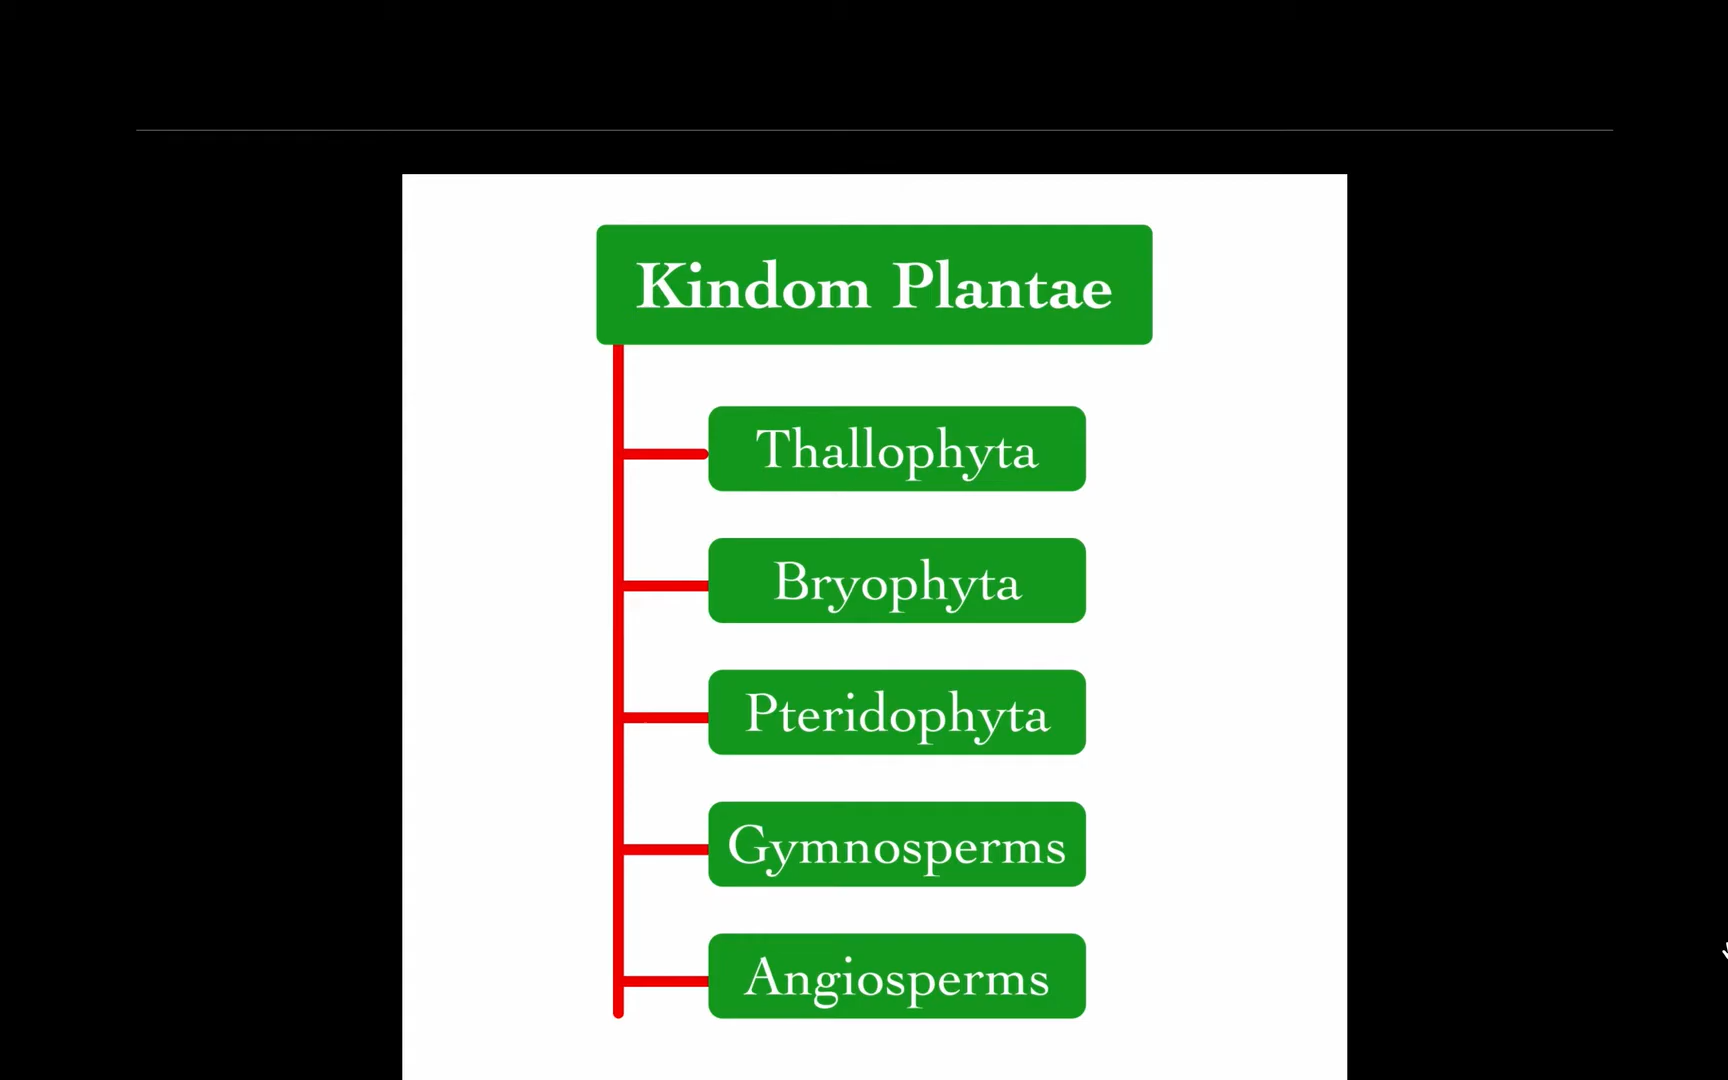 Kindom Plantae
Thallophyta
Bryophyta
Pteridophyta
Gymnosperms
Angiosperms